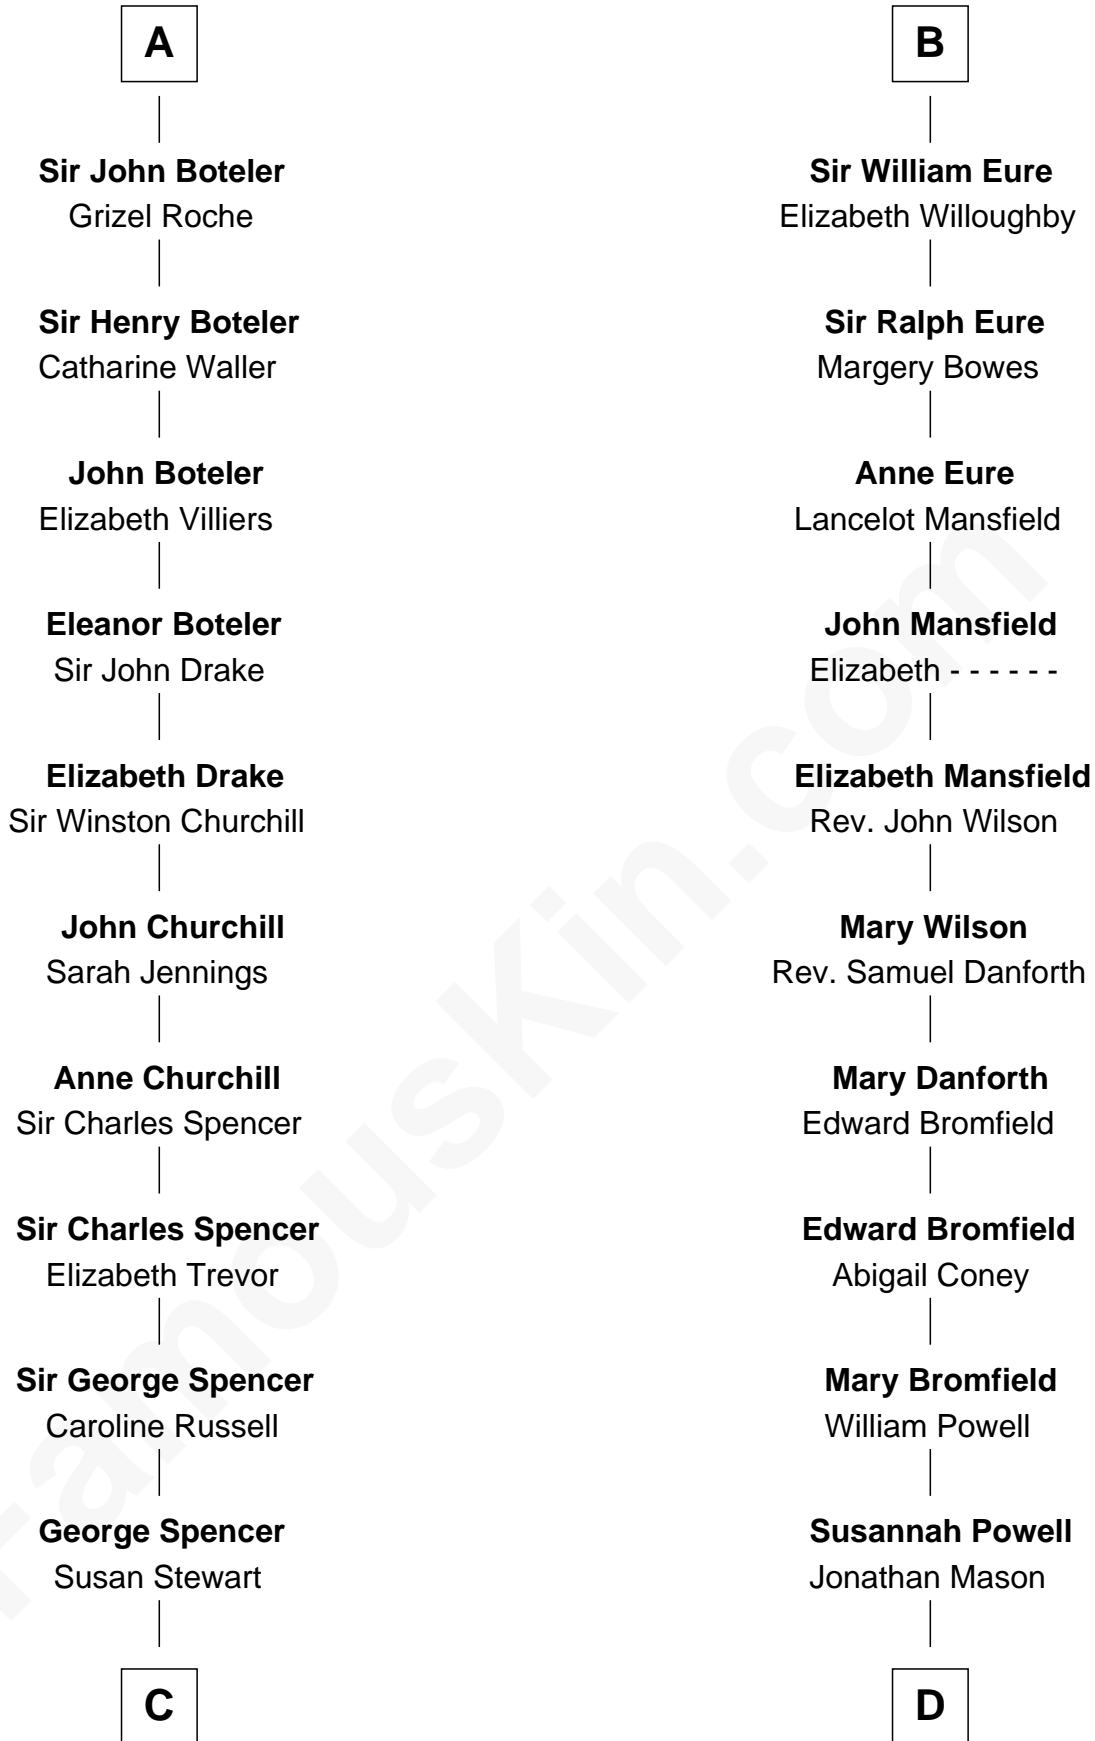 A
Sir John Boteler
Grizel Roche
Sir Henry Boteler
Catharine Waller
John Boteler
Elizabeth Villiers
Eleanor Boteler
Sir John Drake
Elizabeth Drake
Sir Winston Churchill
John Churchill
Sarah Jennings
Anne Churchill
Sir Charles Spencer
Sir Charles Spencer
Elizabeth Trevor
Sir George Spencer
Caroline Russell
George Spencer
Susan Stewart
C
B
Sir William Eure
Elizabeth Willoughby
Sir Ralph Eure
Margery Bowes
Anne Eure
Lancelot Mansfield
John Mansfield
Elizabeth - - - - - -
Elizabeth Mansfield
Rev. John Wilson
Mary Wilson
Rev. Samuel Danforth
Mary Danforth
Edward Bromfield
Edward Bromfield
Abigail Coney
Mary Bromfield
William Powell
Susannah Powell
Jonathan Mason
D
FamousKin.com